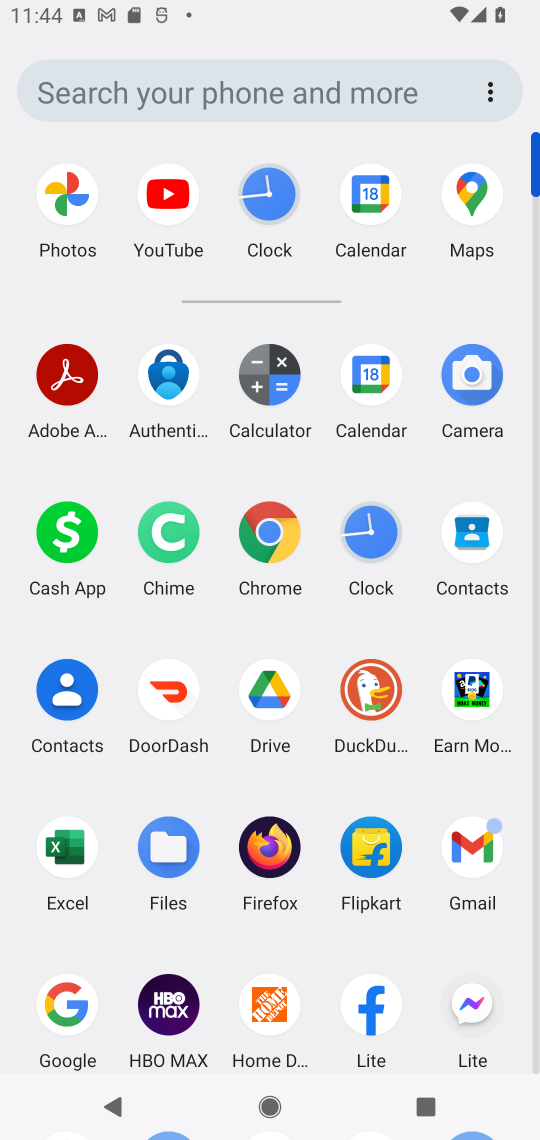 11:44
Search your phone and more
Photos YouTube Clock Calendar Maps
Adobe A... Authenti... Calculator Calendar Camera
Cash App Chime Chrome Clock Contacts
Contacts DoorDash Drive DuckDu... Earn Mo...
Excel Files Firefox Flipkart Gmail
Google HBO MAX Home D... Lite Lite